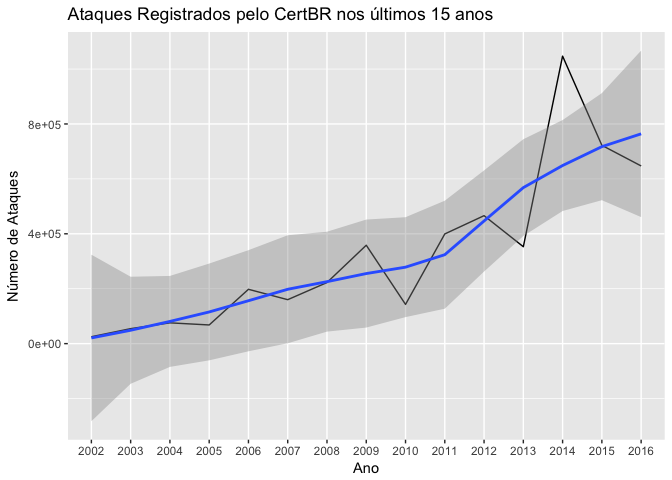 Ataques Registrados pelo CertBR nos últimos 15 anos
Número de Ataques
8e+05
4e+05
0e+00
2002 2003 2004 2005 2006 2007 2008 2009 2010 2011 2012 2013 2014 2015 2016
Ano